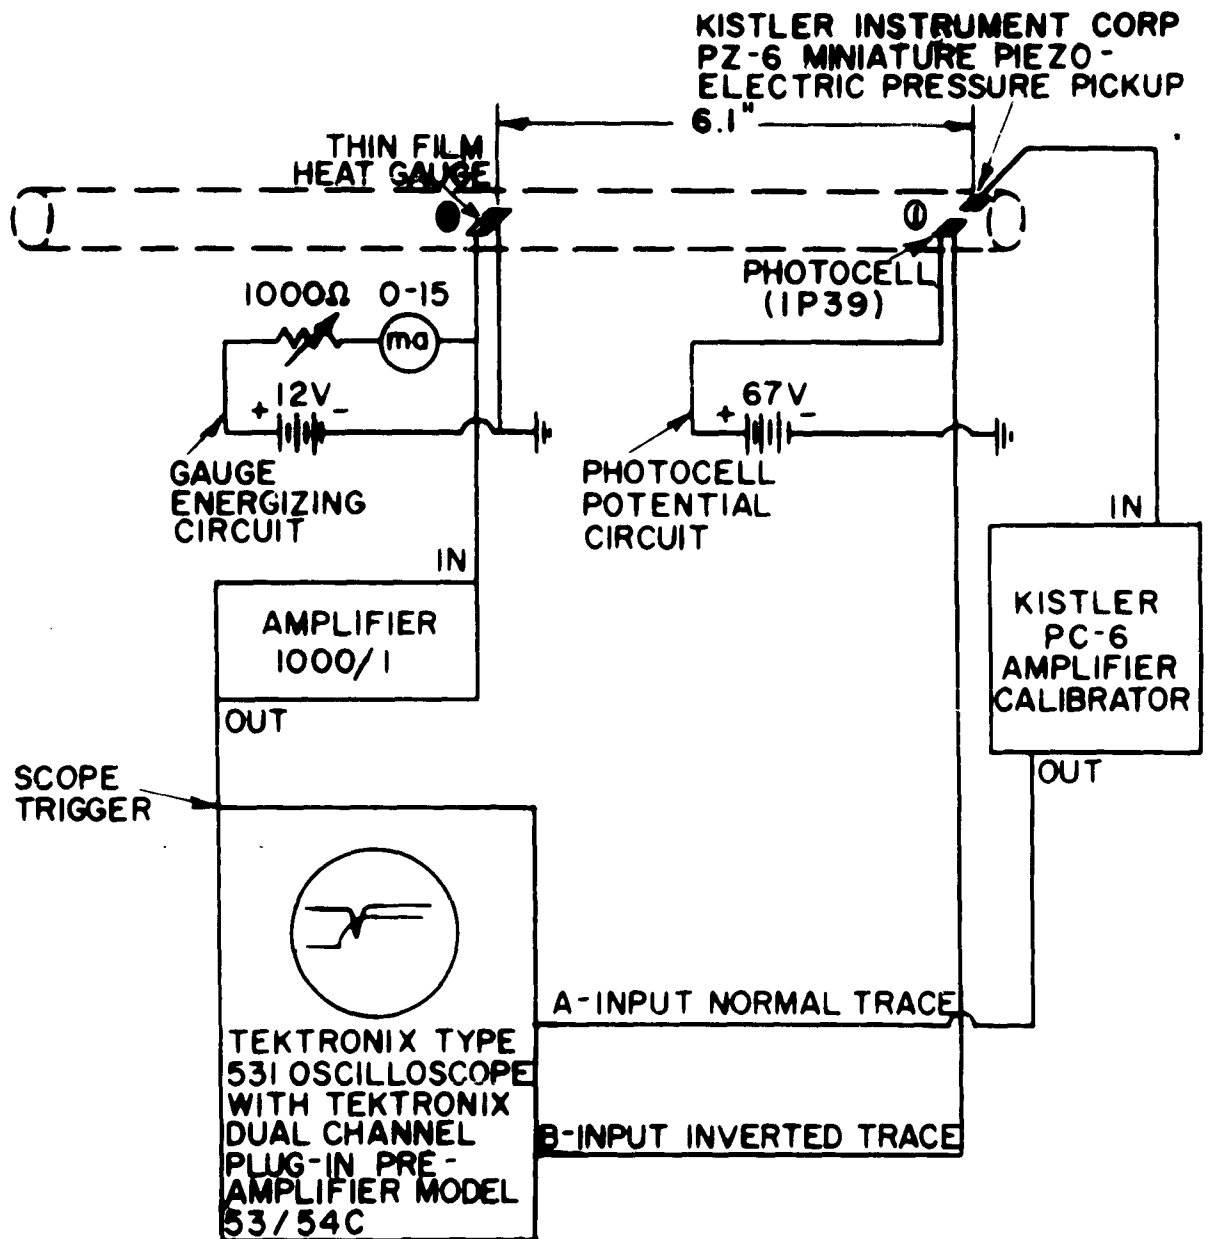 KISTLER INSTRUMENT CORP
PZ-6 MINIATURE PIEZO-
ELECTRIC PRESSURE PICKUP
6.1"
THIN FILM
HEAT GAUGE
PHOTOCELL
(1P39)
1000Ω 0-15
ma
+ 12V -
+ 67V -
GAUGE
ENERGIZING
CIRCUIT
PHOTOCELL
POTENTIAL
CIRCUIT
IN
AMPLIFIER
1000/1
OUT
IN
KISTLER
PC-6
AMPLIFIER
CALIBRATOR
OUT
SCOPE
TRIGGER
A-INPUT NORMAL TRACE
B-INPUT INVERTED TRACE
TEKTRONIX TYPE
531 OSCILLOSCOPE
WITH TEKTRONIX
DUAL CHANNEL
PLUG-IN PRE-
AMPLIFIER MODEL
53/54C